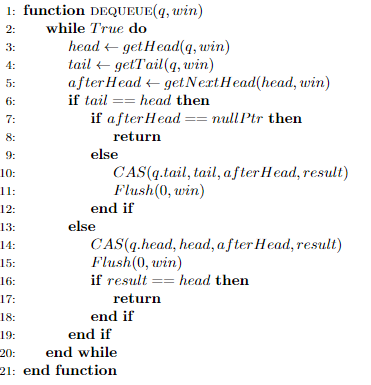 1: function DEQUEUE(q, win)
2: while True do
3: head ← getHead(q, win)
4: tail ← getTail(q, win)
5: afterHead ← getNextHead(head, win)
6: if tail == head then
7: if afterHead == nullPtr then
8: return
9: else
10: CAS(q.tail, tail, afterHead, result)
11: Flush(0, win)
12: end if
13: else
14: CAS(q.head, head, afterHead, result)
15: Flush(0, win)
16: if result == head then
17: return
18: end if
19: end if
20: end while
21: end function